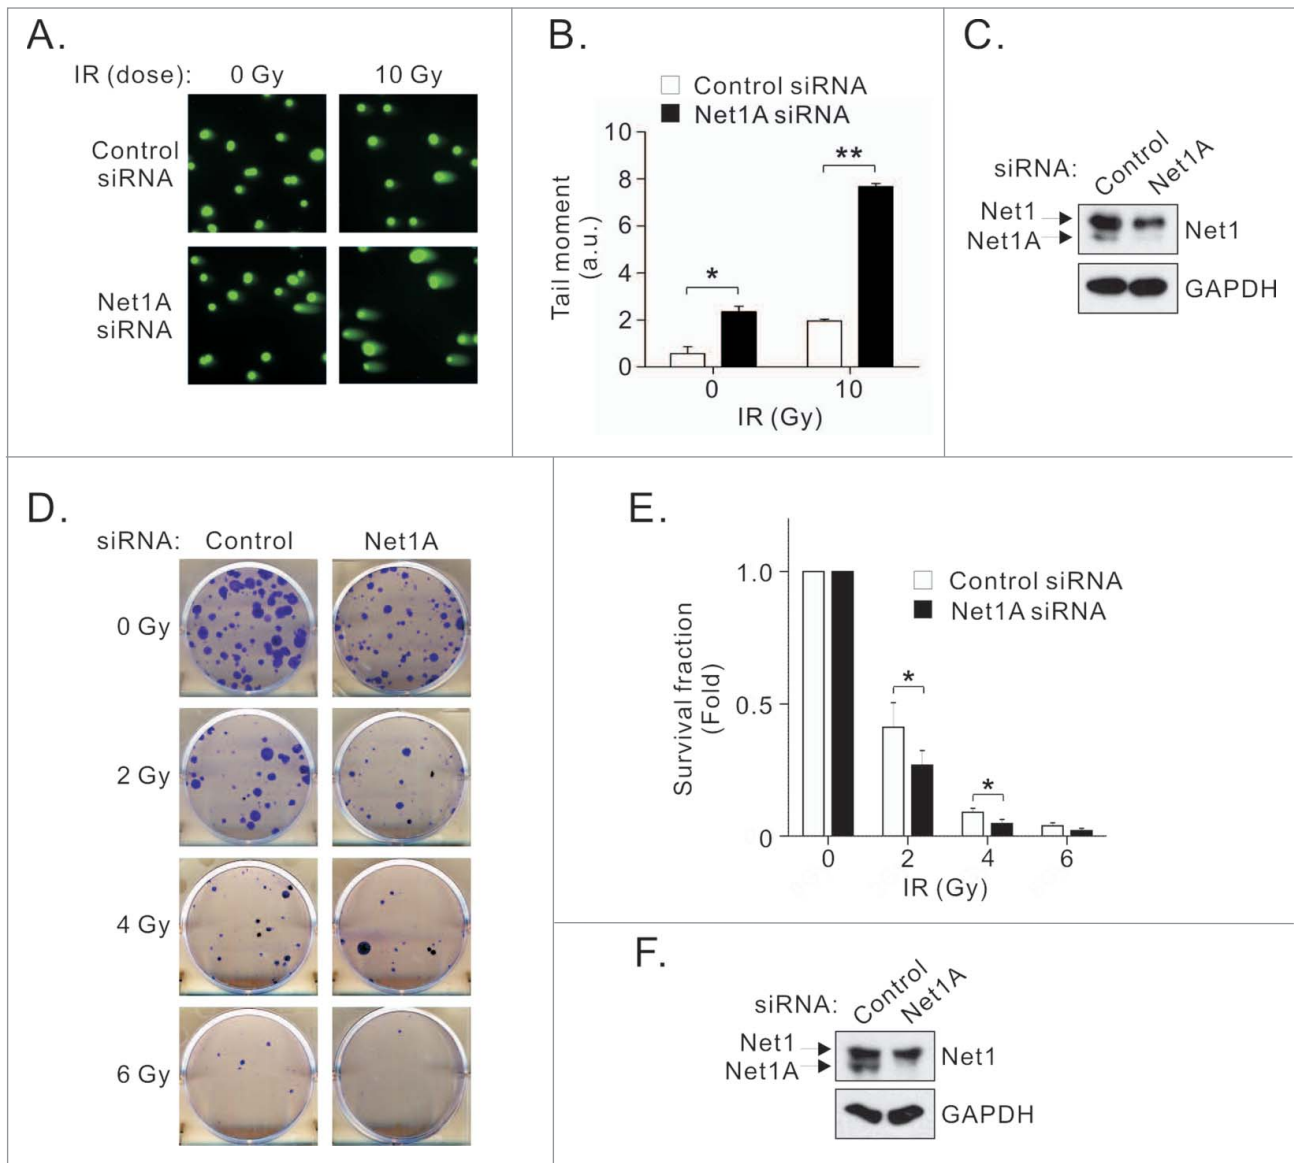 A.
IR (dose): 0 Gy 10 Gy
Control
siRNA
Net1A
siRNA
B.
Control siRNA
Net1A siRNA
10
8
6
4
2
0
Tail moment
(a.u.)
*
**
0 10
IR (Gy)
C.
siRNA: Control Net1A
Net1
Net1A
Net1
GAPDH
D.
siRNA: Control Net1A
0 Gy
2 Gy
4 Gy
6 Gy
E.
Control siRNA
Net1A siRNA
1.0
0.5
0
Survival fraction
(Fold)
*
*
0 2 4 6
IR (Gy)
F.
siRNA: Control Net1A
Net1
Net1A
Net1
GAPDH